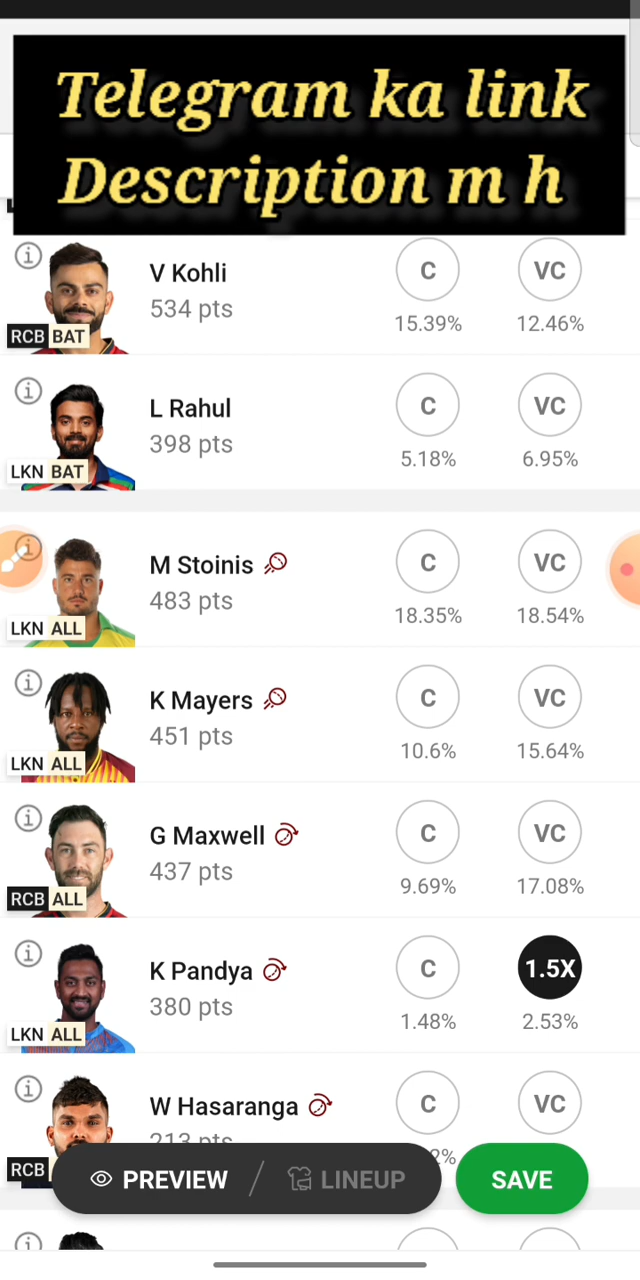 Telegram ka link
Description m h
V Kohli
534 pts
C
VC
15.39%
12.46%
RCB BAT
L Rahul
398 pts
C
VC
5.18%
6.95%
LKN BAT
M Stoinis
483 pts
C
VC
18.35%
18.54%
LKN ALL
K Mayers
451 pts
C
VC
10.6%
15.64%
LKN ALL
G Maxwell
437 pts
C
VC
9.69%
17.08%
RCB ALL
K Pandya
380 pts
C
1.5X
1.48%
2.53%
LKN ALL
W Hasaranga
213 pts
C
VC
RCB
PREVIEW / LINEUP
SAVE